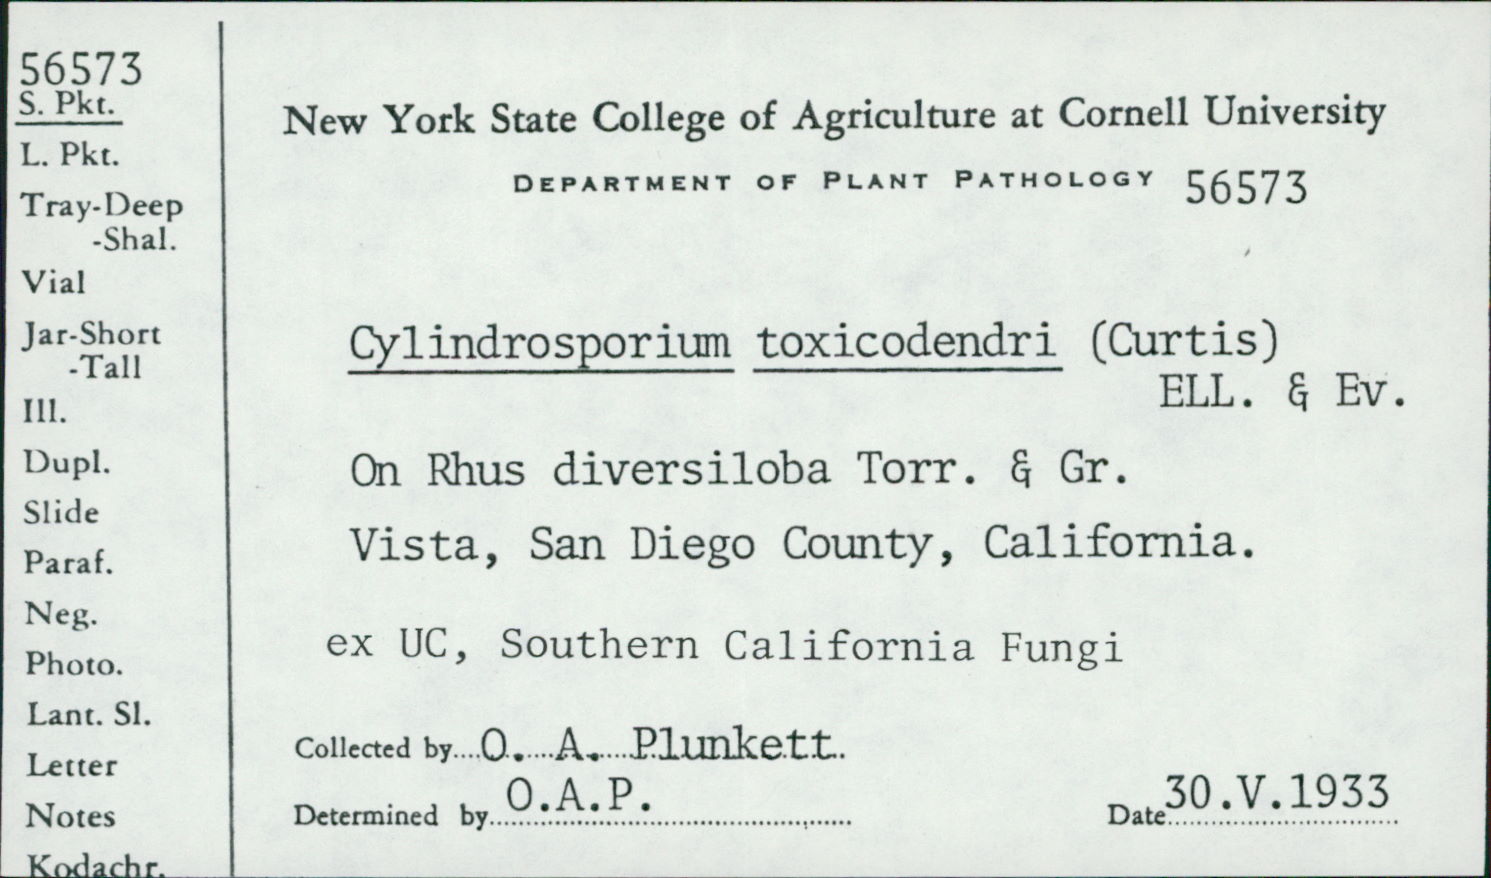 56573
S. Pkt.
L. Pkt.
Tray-Deep
-Shal.
Vial
Jar-Short
-Tall
Ill.
Dupl.
Slide
Paraf.
Neg.
Photo.
Lant. Sl.
Letter
Notes
Kodachr.
New York State College of Agriculture at Cornell University
DEPARTMENT OF PLANT PATHOLOGY 56573
Cylindrosporium toxicodendri (Curtis)
ELL. & Ev.
On Rhus diversiloba Torr. & Gr.
Vista, San Diego County, California.
ex UC, Southern California Fungi
Collected by....O. A. Plunkett.
Determined by O.A.P.
Date 30.V.1933